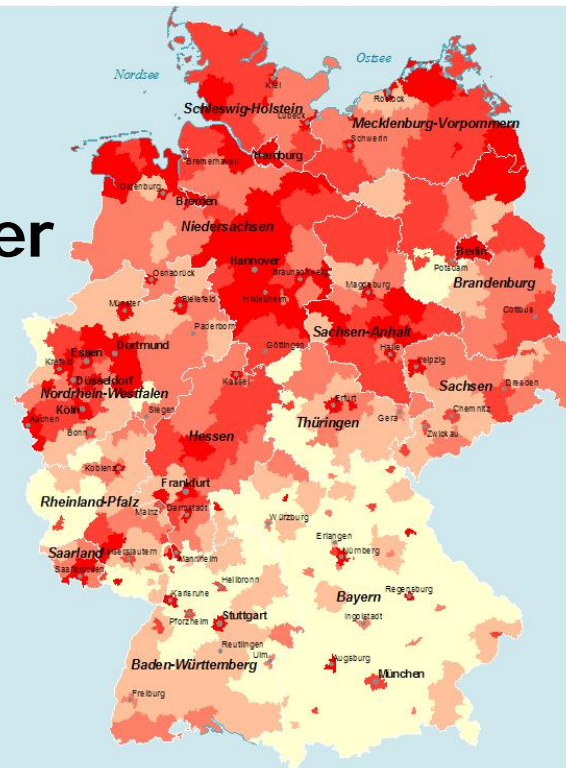 Ostsee
Nordsee
Kiel
Rostock
Schleswig-Holstein
Lübeck
Mecklenburg-Vorpommern
Schwerin
Hamburg
Bremerhaven
Oldenburg
Bremen
Niedersachsen
er
Berlin
Hannover
Potsdam
Braunschweig
Osnabrück
Magdeburg
Brandenburg
Hildesheim
Münster
Bielefeld
Cottbus
Paderborn
Sachsen-Anhalt
Göttingen
Dortmund
Essen
Halle
Leipzig
Krefeld
Düsseldorf
Kassel
Sachsen
Dresden
Nordrhein-Westfalen
Erfurt
Köln
Siegen
Gera
Chemnitz
Aachen
Thüringen
Bonn
Hessen
Zwickau
Koblenz
Frankfurt
Rheinland-Pfalz
Mainz
Darmstadt
Würzburg
Erlangen
Saarland
Kaiserslautern
Nürnberg
Mannheim
Saarbrücken
Heilbronn
Regensburg
Karlsruhe
Bayern
Pforzheim
Stuttgart
Ingolstadt
Reutlingen
Ulm
Augsburg
Baden-Württemberg
München
Freiburg